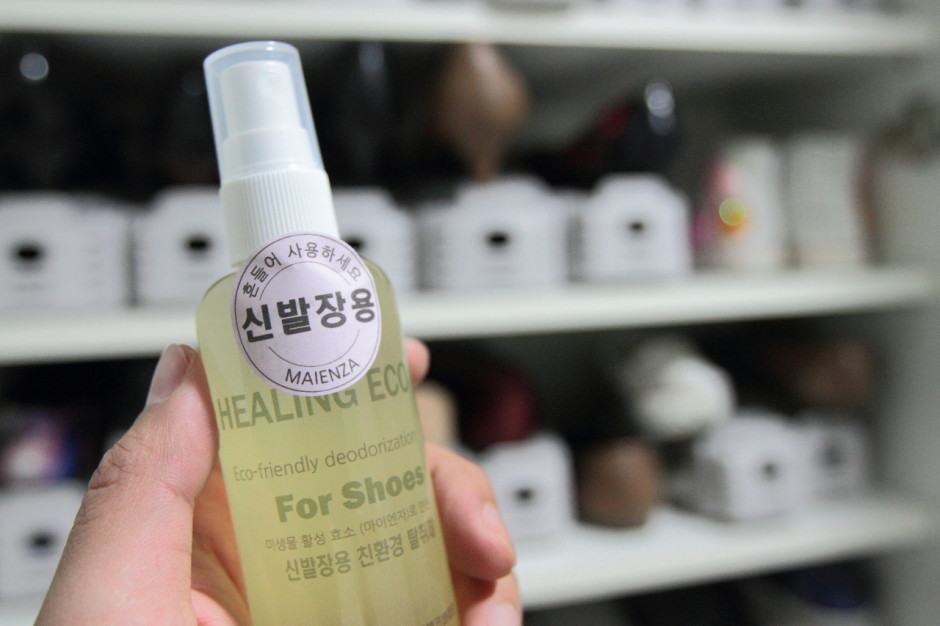 흔들어 사용하세요
신발장용
MAIENZA
HEALING ECO
Eco-friendly deodorization
For Shoes
미생물 활성 효소 (마이엔자)로 만든
신발장용 친환경 탈취제